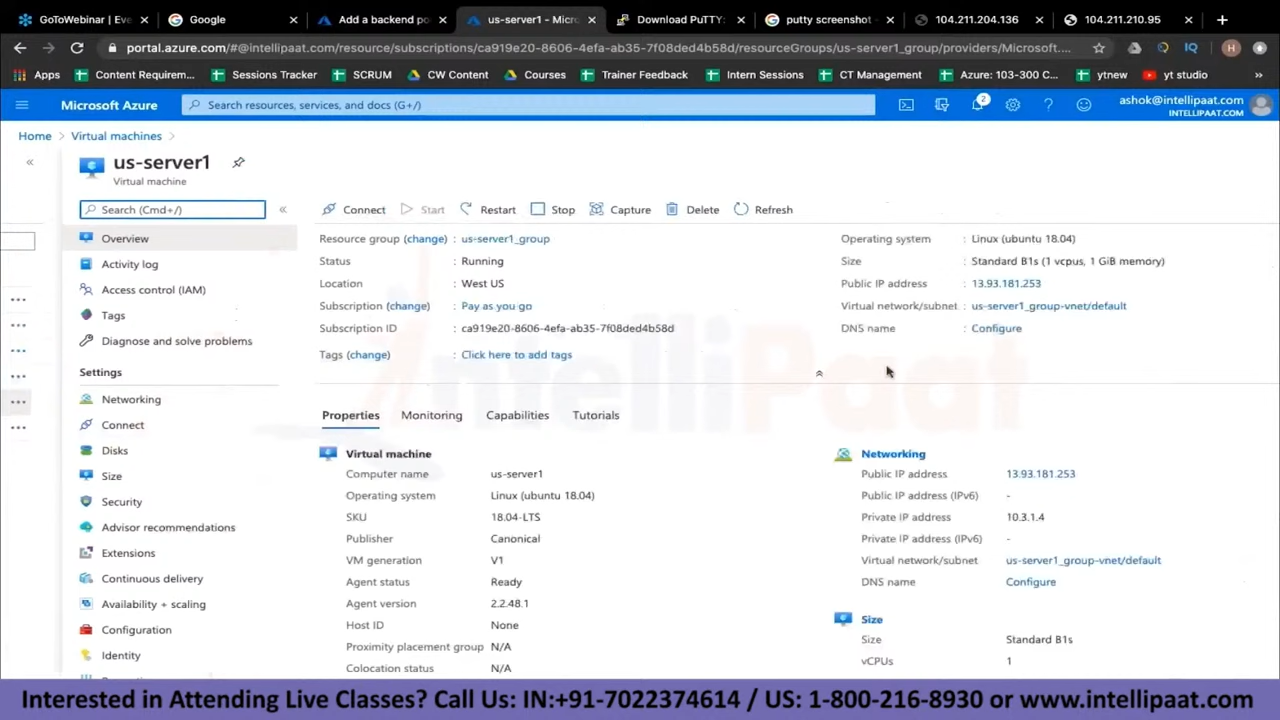 GoToWebinar | Eve
Google
Add a backend po
us-server1 - Micro
Download PuTTY:
putty screenshot
104.211.204.136
104.211.210.95
portal.azure.com/#@intellipaat.com/resource/subscriptions/ca919e20-8606-4efa-ab35-7f08ded4b58d/resourceGroups/us-server1_group/providers/Microsoft....
IQ
H
Apps
Content Requirem...
Sessions Tracker
SCRUM
CW Content
Courses
Trainer Feedback
Intern Sessions
CT Management
Azure: 103-300 C...
ytnew
yt studio
»
Microsoft Azure
Search resources, services, and docs (G+/)
2
ashok@intellipaat.com
INTELLIPAAT.COM
Home > Virtual machines >
us-server1
Virtual machine
Search (Cmd+/)
Connect
Start
Restart
Stop
Capture
Delete
Refresh
Overview
Activity log
Access control (IAM)
Tags
Diagnose and solve problems
Settings
Networking
Connect
Disks
Size
Security
Advisor recommendations
Extensions
Continuous delivery
Availability + scaling
Configuration
Identity
Resource group (change) : us-server1_group
Status : Running
Location : West US
Subscription (change) : Pay as you go
Subscription ID : ca919e20-8606-4efa-ab35-7f08ded4b58d
Tags (change) : Click here to add tags
Operating system : Linux (ubuntu 18.04)
Size : Standard B1s (1 vcpus, 1 GiB memory)
Public IP address : 13.93.181.253
Virtual network/subnet : us-server1_group-vnet/default
DNS name : Configure
IntelliPaat
Properties
Monitoring
Capabilities
Tutorials
Virtual machine
Computer name us-server1
Operating system Linux (ubuntu 18.04)
SKU 18.04-LTS
Publisher Canonical
VM generation V1
Agent status Ready
Agent version 2.2.48.1
Host ID None
Proximity placement group N/A
Colocation status N/A
Networking
Public IP address 13.93.181.253
Public IP address (IPv6) -
Private IP address 10.3.1.4
Private IP address (IPv6) -
Virtual network/subnet us-server1_group-vnet/default
DNS name Configure
Size
Size Standard B1s
vCPUs 1
Interested in Attending Live Classes? Call Us: IN:+91-7022374614 / US: 1-800-216-8930 or www.intellipaat.com